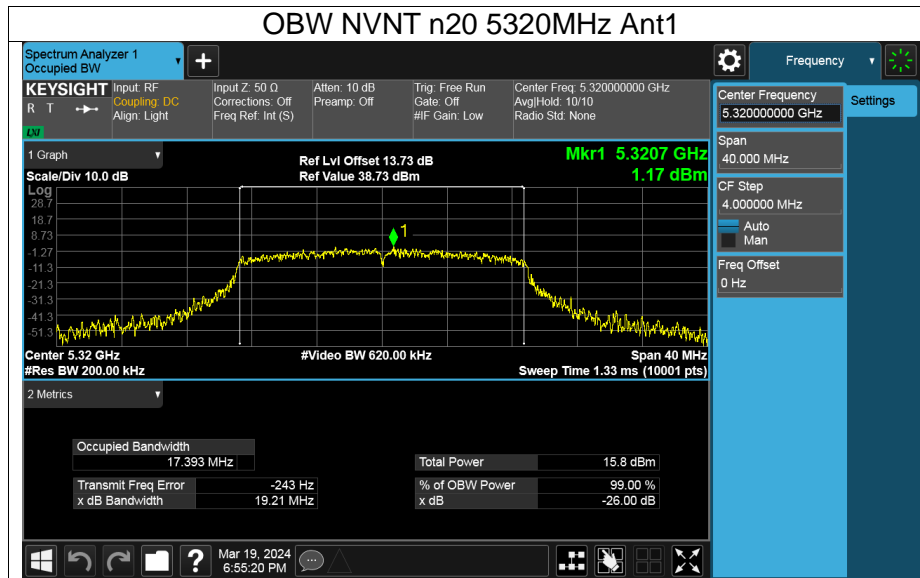 OBW NVNT n20 5320MHz Ant1
Spectrum Analyzer 1
Occupied BW
+
Frequency
KEYSIGHT
R T
LXI
Input: RF
Coupling: DC
Align: Light
Input Z: 50 Ω
Corrections: Off
Freq Ref: Int (S)
Atten: 10 dB
Preamp: Off
Trig: Free Run
Gate: Off
#IF Gain: Low
Center Freq: 5.320000000 GHz
Avg|Hold: 10/10
Radio Std: None
Center Frequency
5.320000000 GHz
Settings
Span
40.000 MHz
CF Step
4.000000 MHz
Auto
Man
Freq Offset
0 Hz
1 Graph
Scale/Div 10.0 dB
Ref Lvl Offset 13.73 dB
Ref Value 38.73 dBm
Mkr1 5.3207 GHz
1.17 dBm
Log
28.7
18.7
8.73
-1.27
-11.3
-21.3
-31.3
-41.3
-51.3
1
Center 5.32 GHz
#Res BW 200.00 kHz
#Video BW 620.00 kHz
Span 40 MHz
Sweep Time 1.33 ms (10001 pts)
2 Metrics
Occupied Bandwidth
17.393 MHz
Total Power 15.8 dBm
Transmit Freq Error -243 Hz
% of OBW Power 99.00 %
x dB Bandwidth 19.21 MHz
x dB -26.00 dB
?
Mar 19, 2024
6:55:20 PM